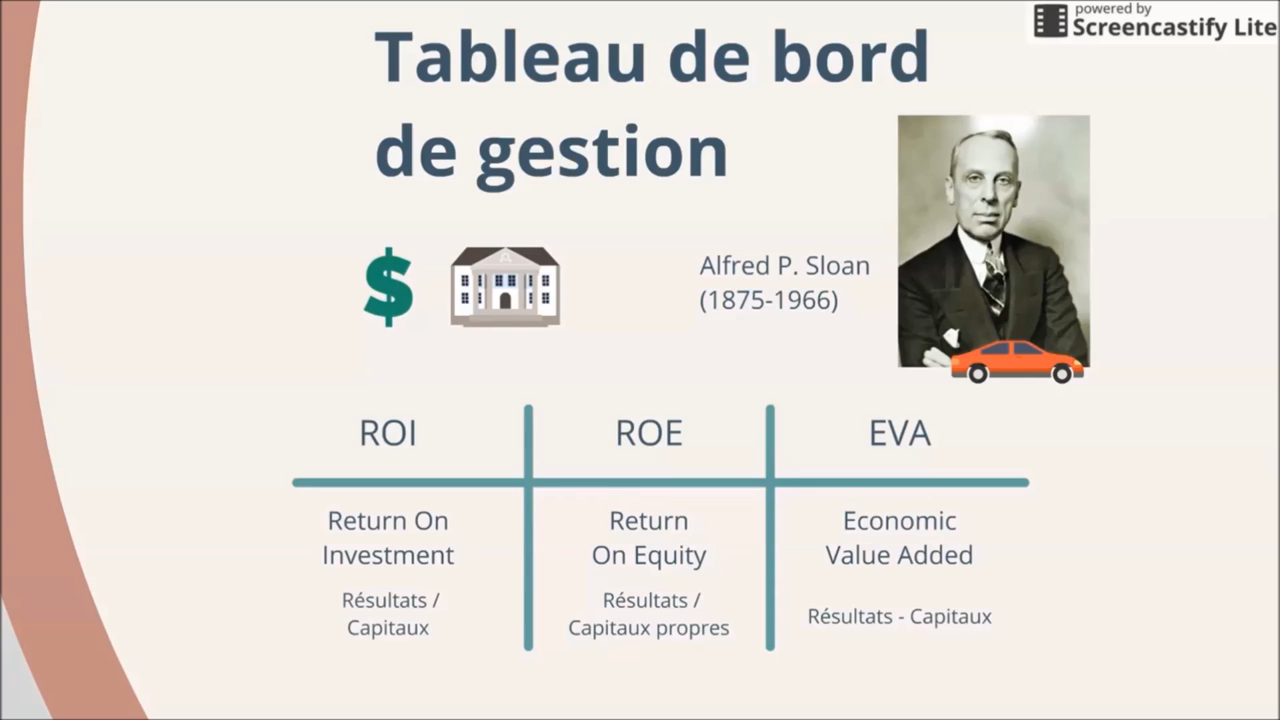 powered by
Screencastify Lite
Tableau de bord
de gestion
Alfred P. Sloan
(1875-1966)
ROI
ROE
EVA
Return On
Investment
Return
On Equity
Economic
Value Added
Résultats /
Capitaux
Résultats /
Capitaux propres
Résultats - Capitaux